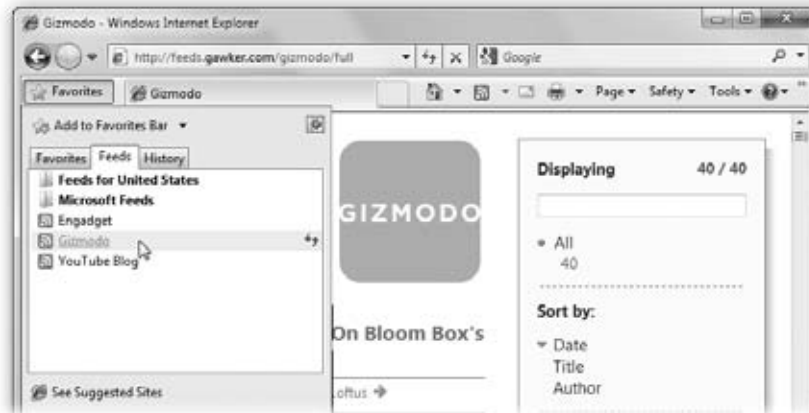 Gizmodo - Windows Internet Explorer
http://feeds.gawker.com/gizmodo/full
Google
Favorites
Gizmodo
Page
Safety
Tools
Add to Favorites Bar
Favorites Feeds History
Feeds for United States
Microsoft Feeds
Engadget
Gizmodo
YouTube Blog
See Suggested Sites
GIZMODO
On Bloom Box's
oftus
Displaying 40 / 40
All
40
Sort by:
Date
Title
Author